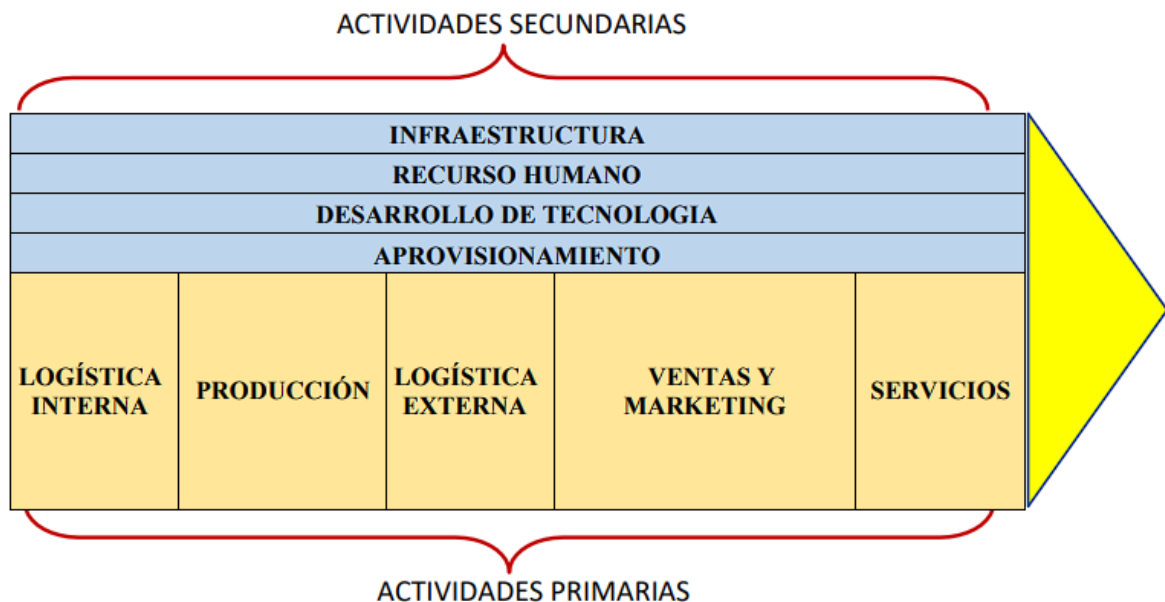 ACTIVIDADES SECUNDARIAS
INFRAESTRUCTURA
RECURSO HUMANO
DESARROLLO DE TECNOLOGIA
APROVISIONAMIENTO
LOGÍSTICA
INTERNA
PRODUCCIÓN
LOGÍSTICA
EXTERNA
VENTAS Y
MARKETING
SERVICIOS
ACTIVIDADES PRIMARIAS